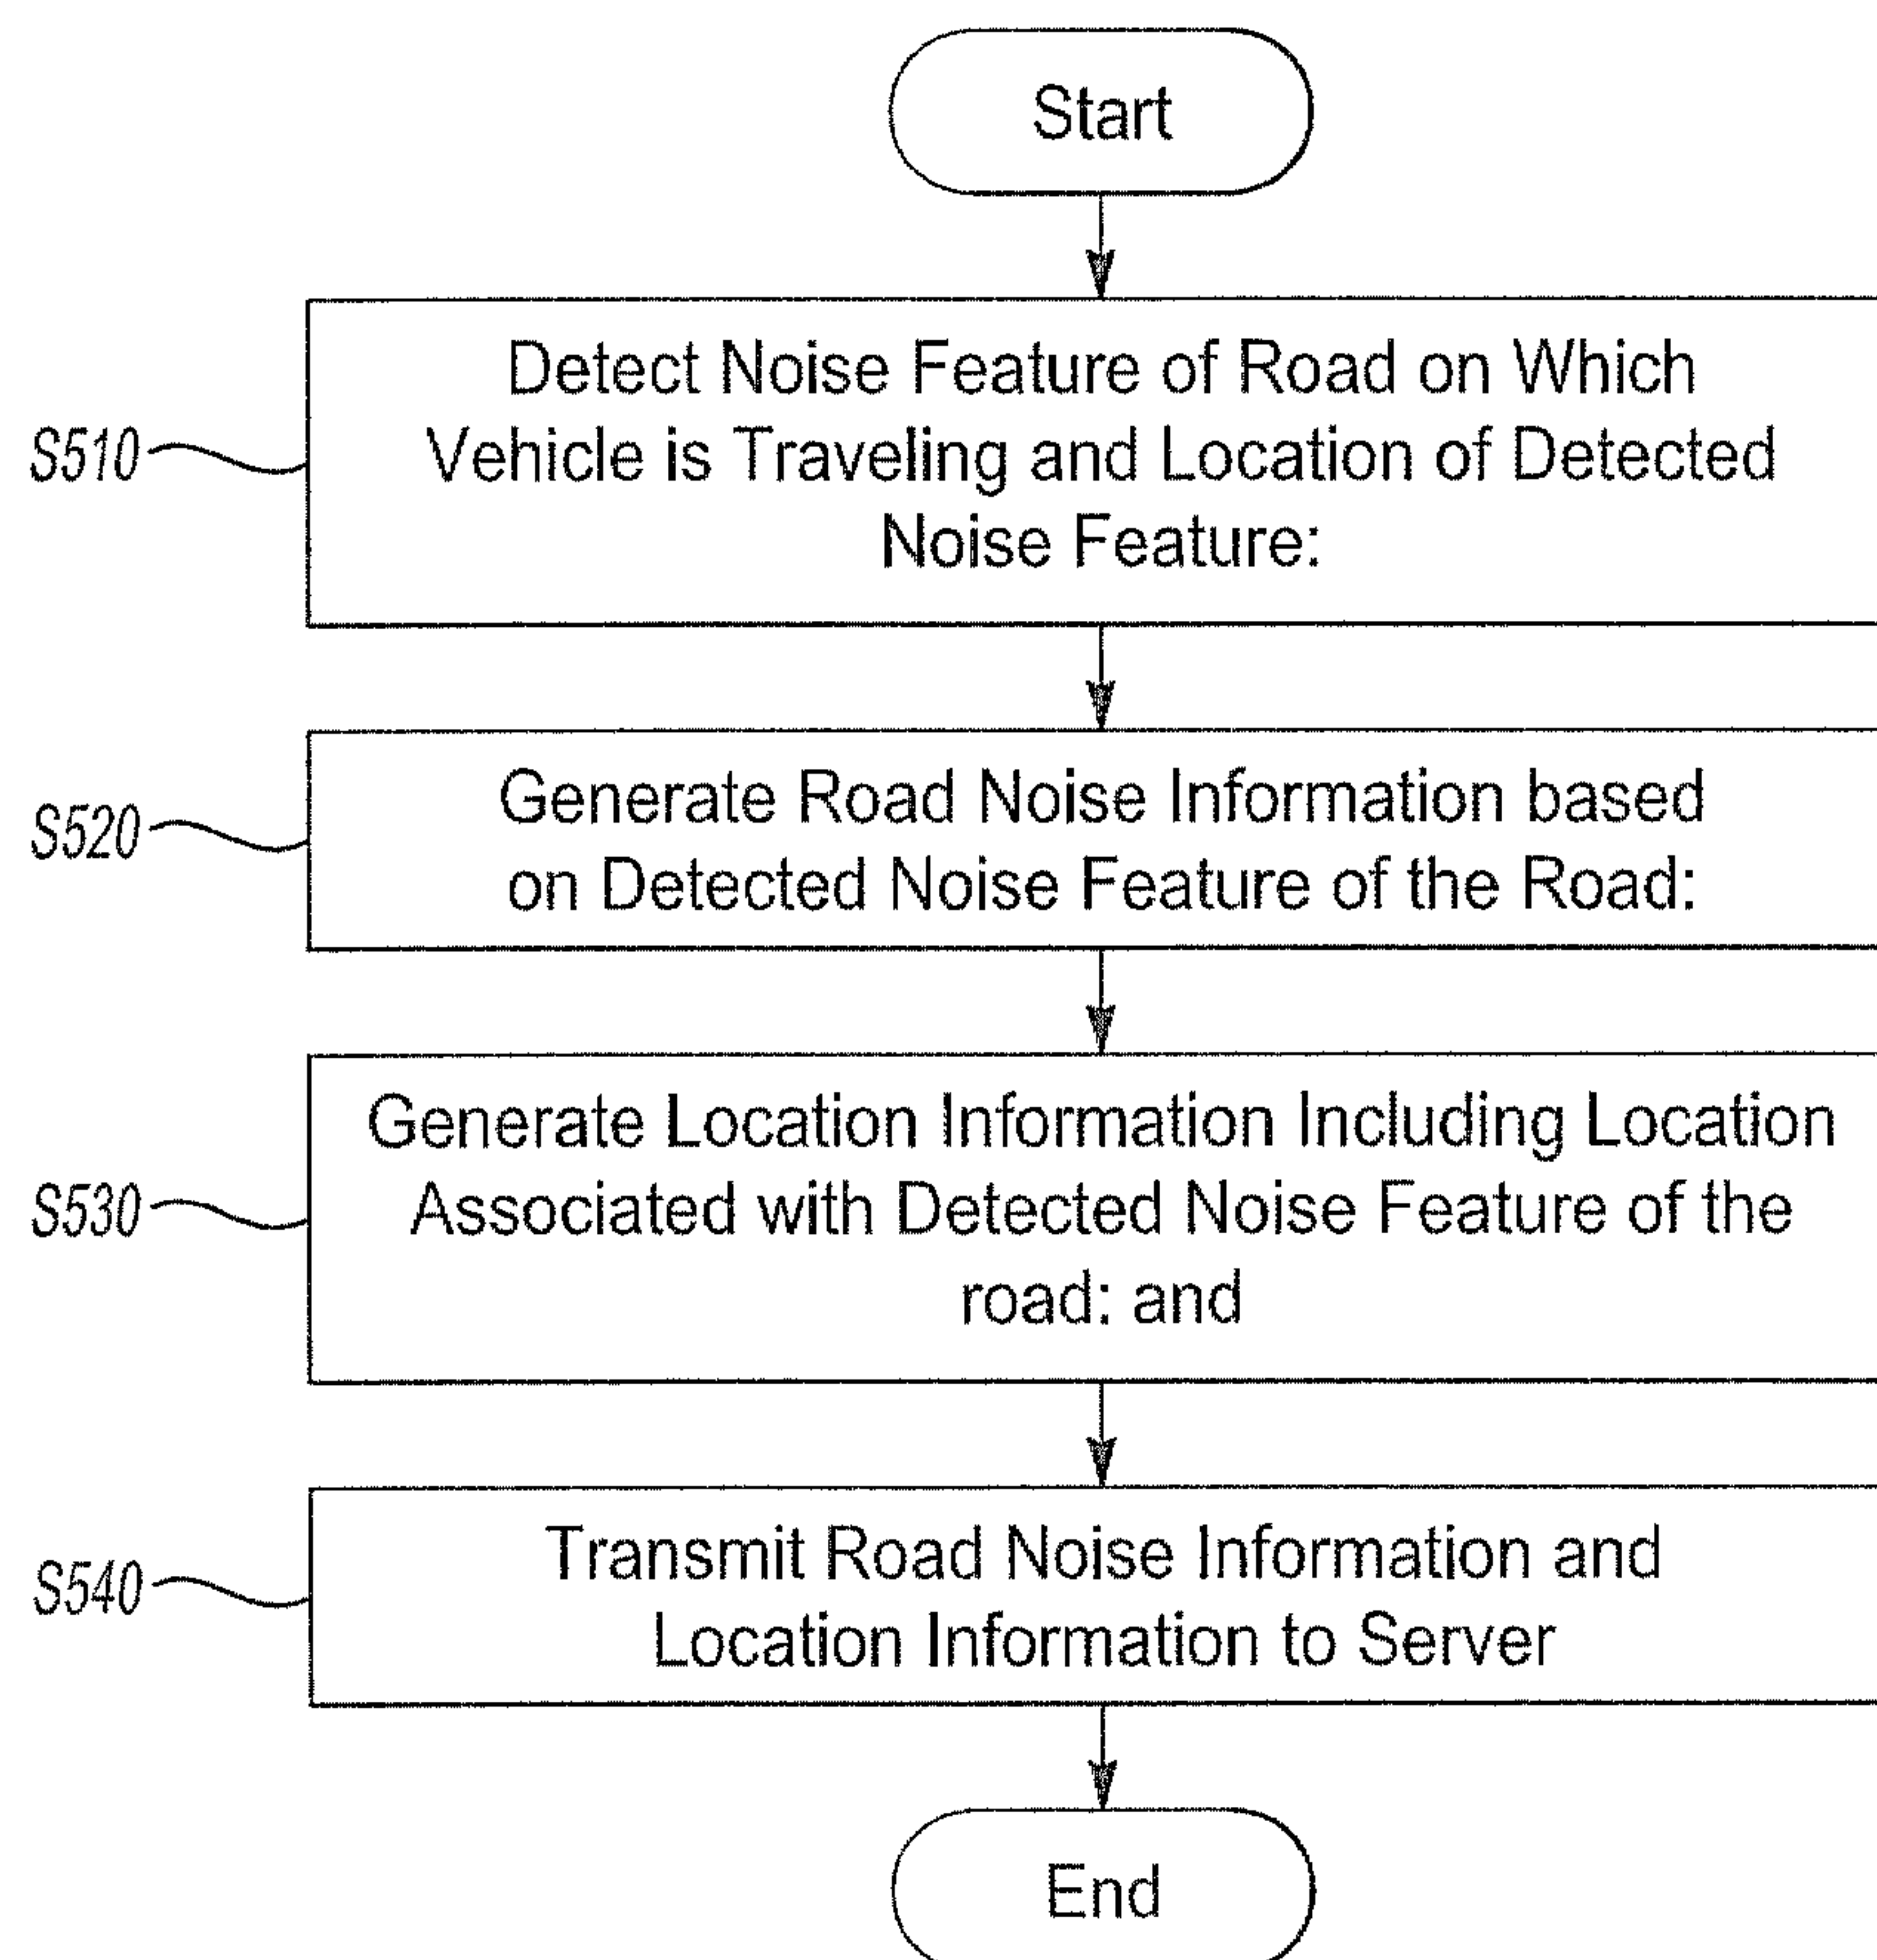 Start
S510
Detect Noise Feature of Road on Which
Vehicle is Traveling and Location of Detected
Noise Feature:
S520
Generate Road Noise Information based
on Detected Noise Feature of the Road:
S530
Generate Location Information Including Location
Associated with Detected Noise Feature of the
road: and
S540
Transmit Road Noise Information and
Location Information to Server
End